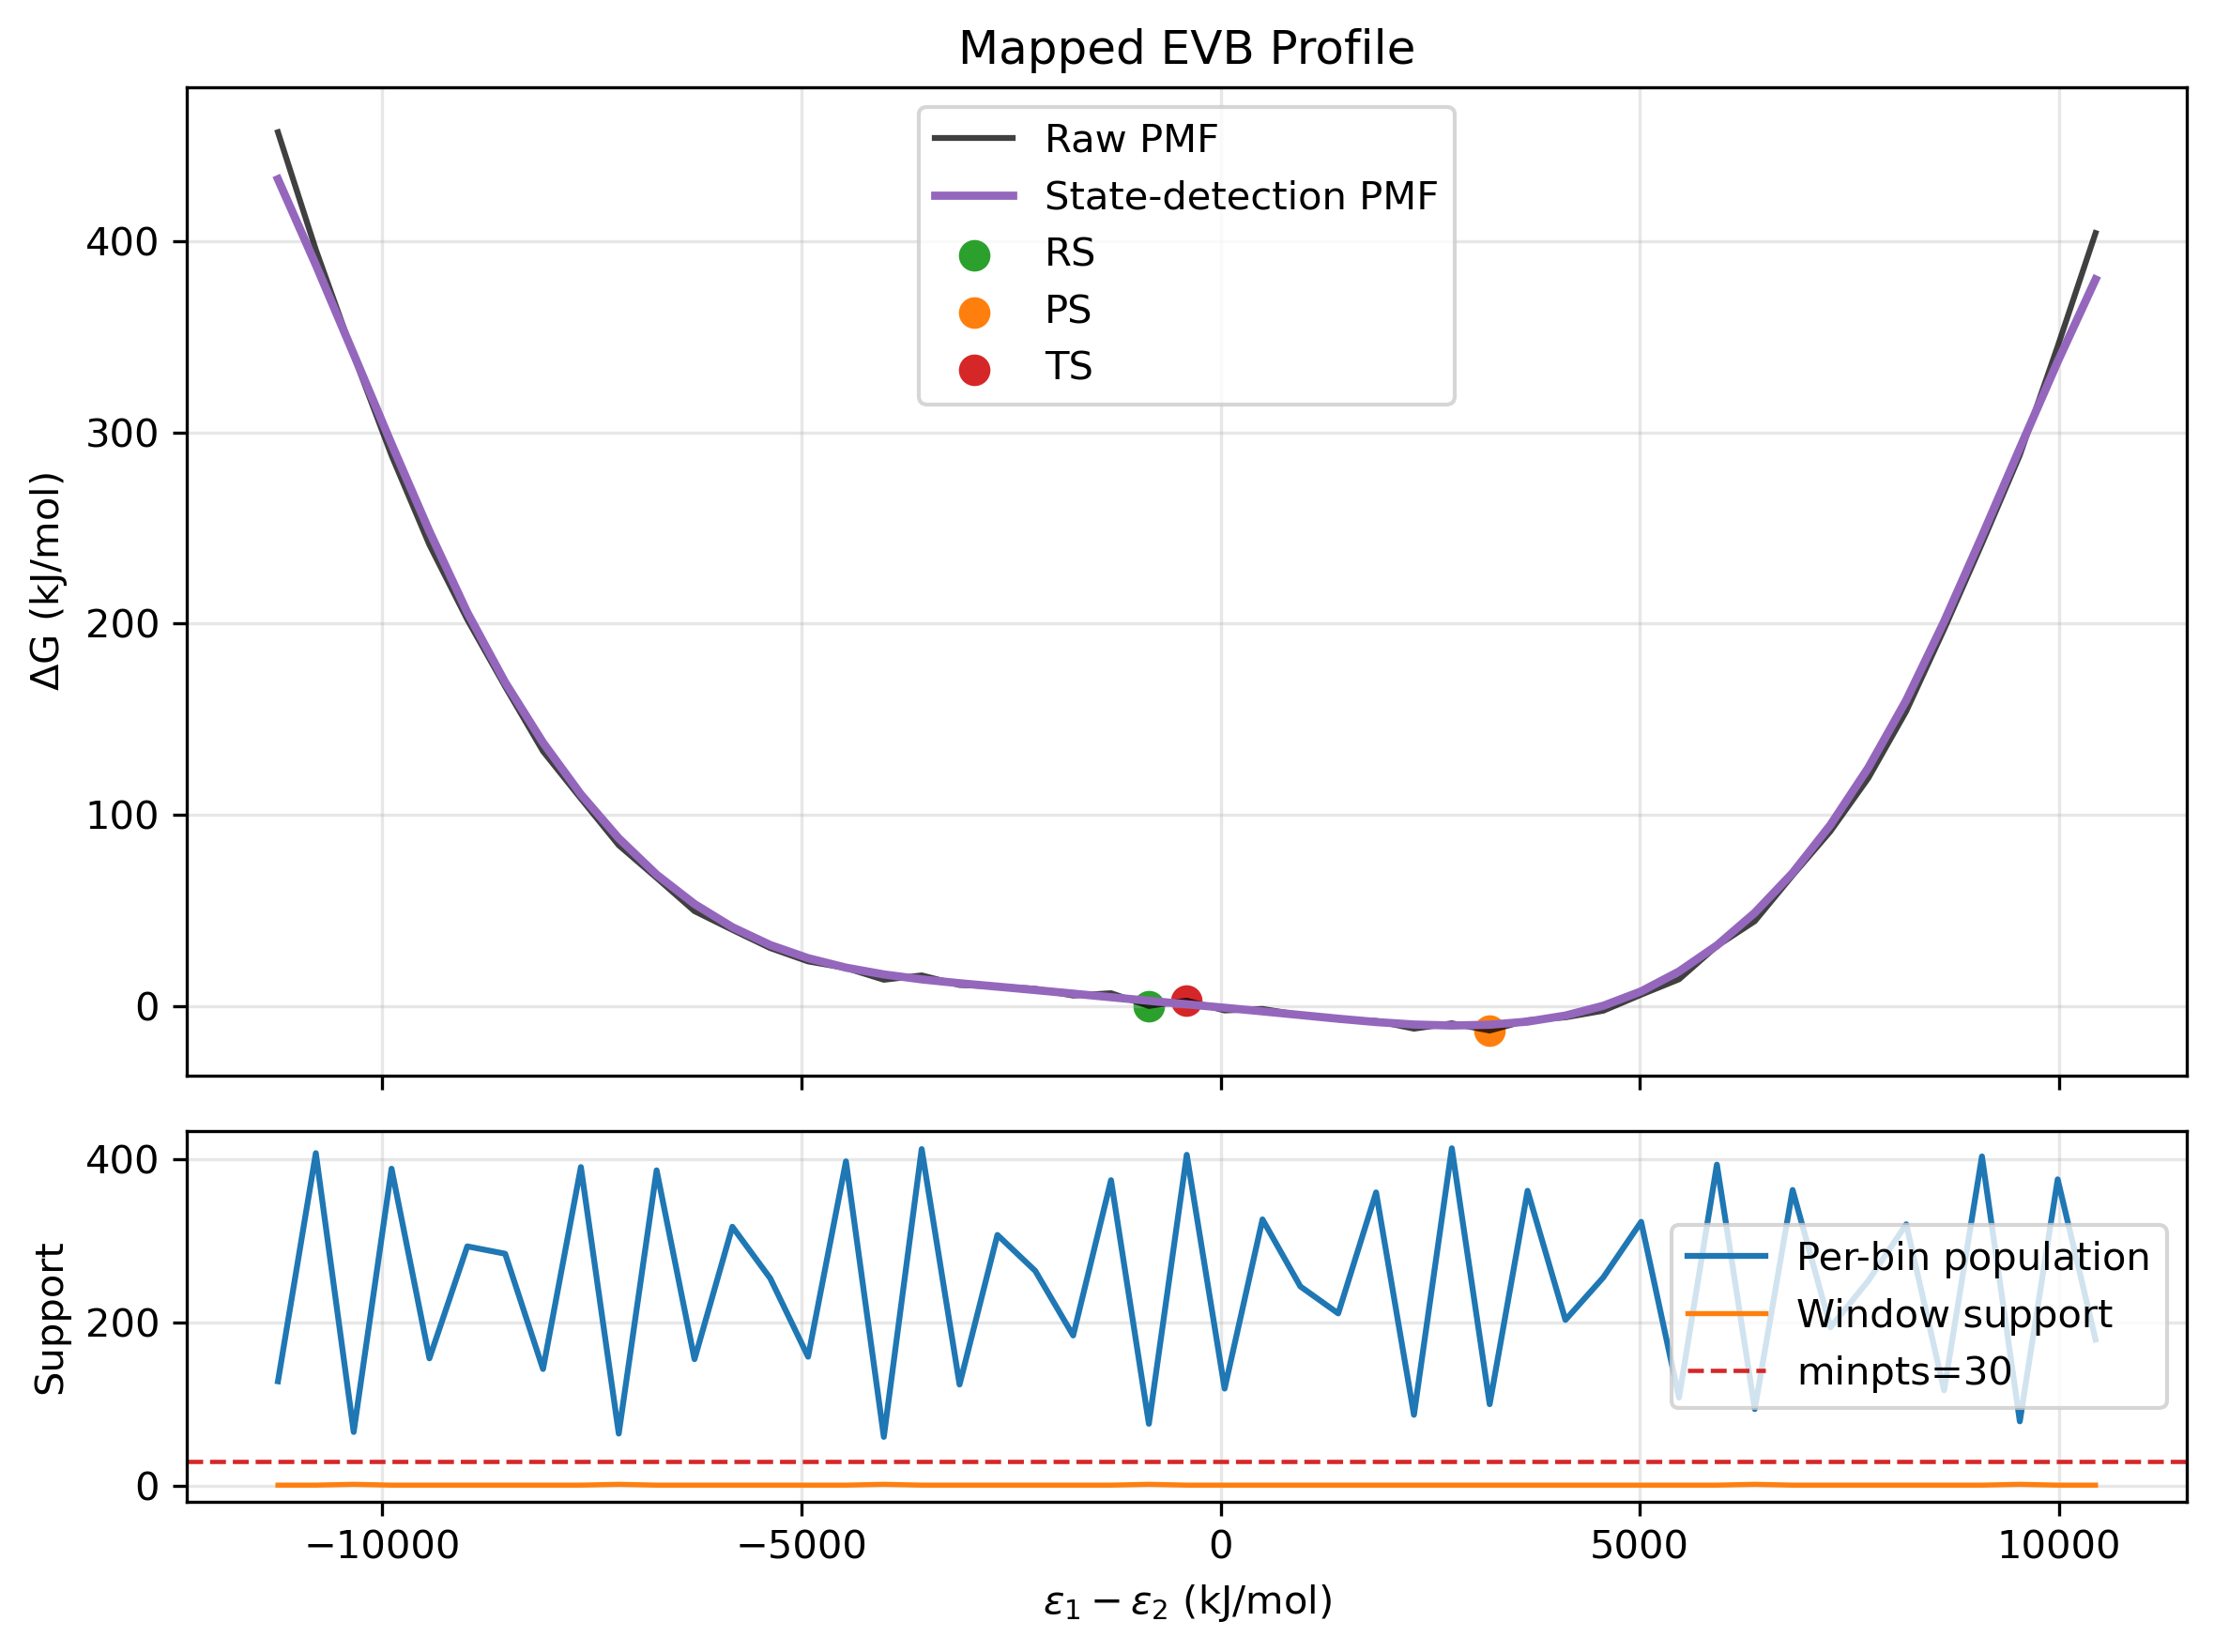 Mapped EVB Profile
Raw PMF
State-detection PMF
RS
PS
TS
ΔG (kJ/mol)
400
300
200
100
0
Support
400
200
0
Per-bin population
Window support
minpts=30
−10000
−5000
0
5000
10000
ε₁ − ε₂ (kJ/mol)